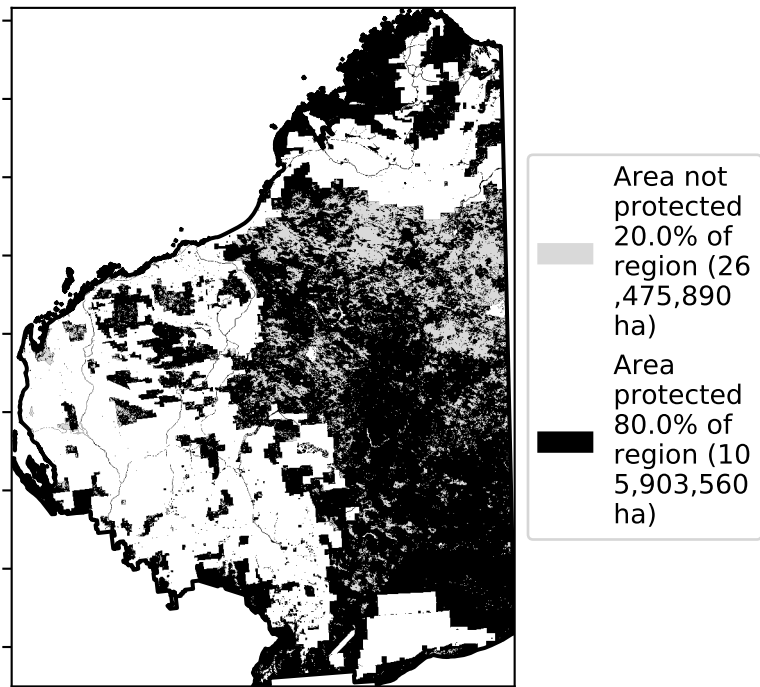 Area not
protected
20.0% of
region (26
,475,890
ha)
Area
protected
80.0% of
region (10
5,903,560
ha)